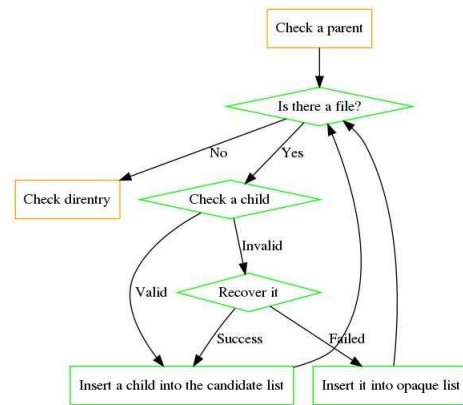 Check a parent
Is there a file?
No
Yes
Check direntry
Check a child
Invalid
Valid
Recover it
Success
Failed
Insert a child into the candidate list
Insert it into opaque list